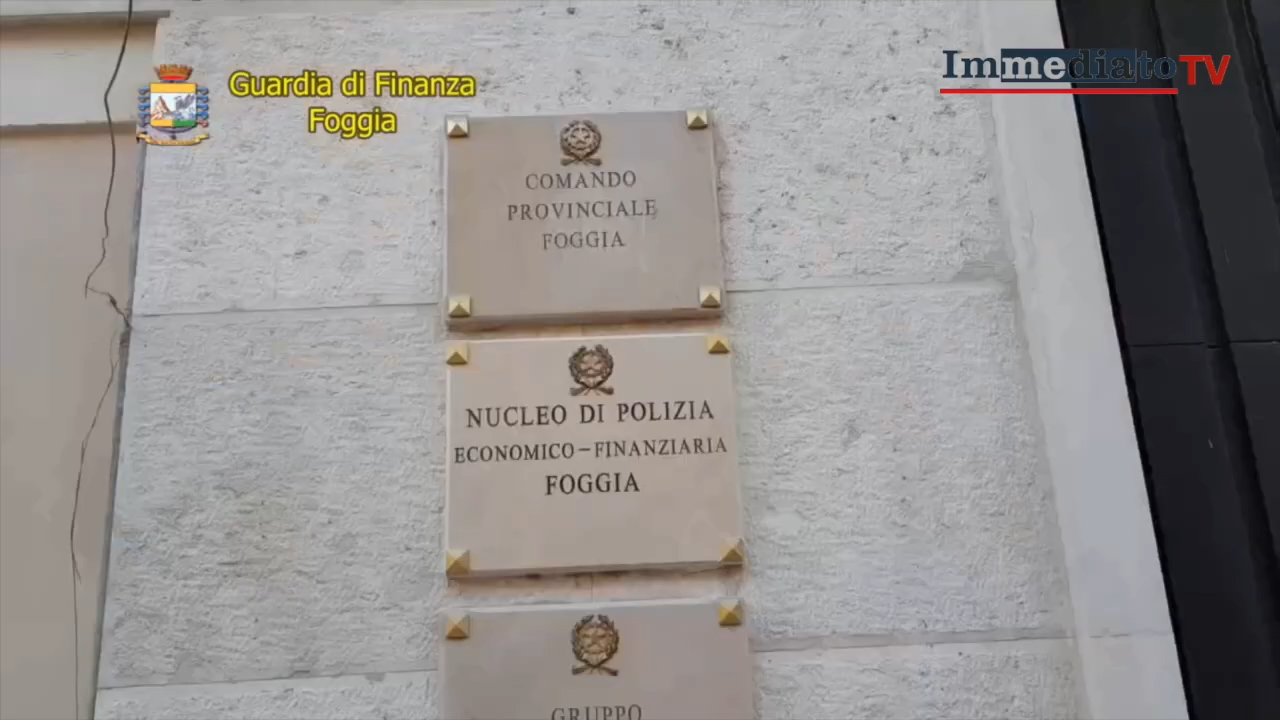 Guardia di Finanza
Foggia
ImmediatoTV
COMANDO
PROVINCIALE
FOGGIA
NUCLEO DI POLIZIA
ECONOMICO-FINANZIARIA
FOGGIA
GRUPPO